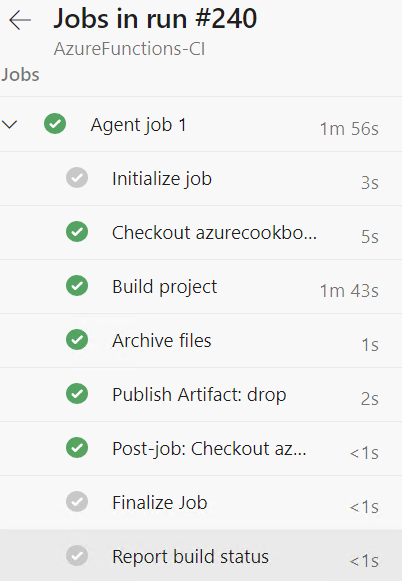 Jobs in run #240
AzureFunctions-CI
Jobs
Agent job 1 1m 56s
Initialize job 3s
Checkout azurecookbo... 5s
Build project 1m 43s
Archive files 1s
Publish Artifact: drop 2s
Post-job: Checkout az... <1s
Finalize Job <1s
Report build status <1s